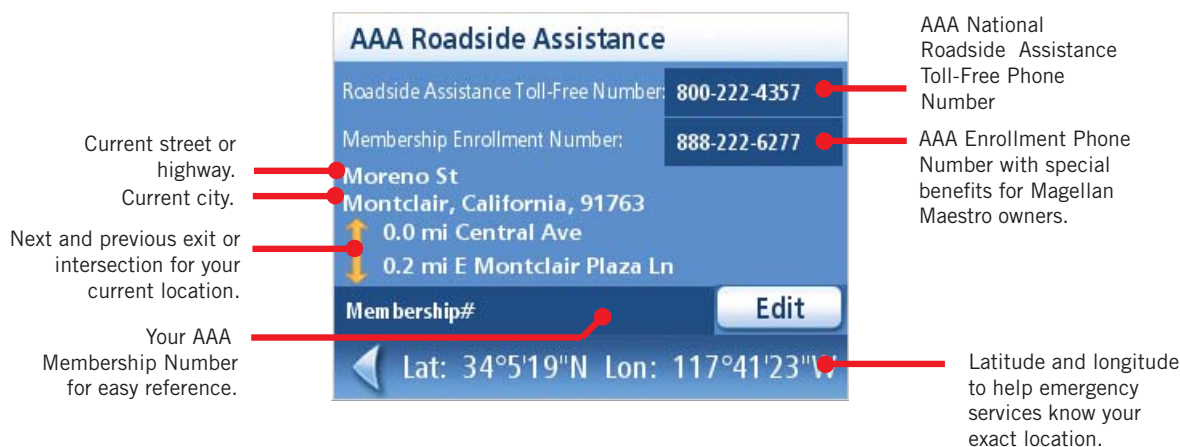 AAA Roadside Assistance
Roadside Assistance Toll-Free Number: 800-222-4357
Membership Enrollment Number: 888-222-6277
Moreno St
Montclair, California, 91763
0.0 mi Central Ave
0.2 mi E Montclair Plaza Ln
Membership#
Edit
Lat: 34°5'19"N Lon: 117°41'23"W
Current street or
highway.
Current city.
Next and previous exit or
intersection for your
current location.
Your AAA
Membership Number
for easy reference.
AAA National
Roadside Assistance
Toll-Free Phone
Number
AAA Enrollment Phone
Number with special
benefits for Magellan
Maestro owners.
Latitude and longitude
to help emergency
services know your
exact location.